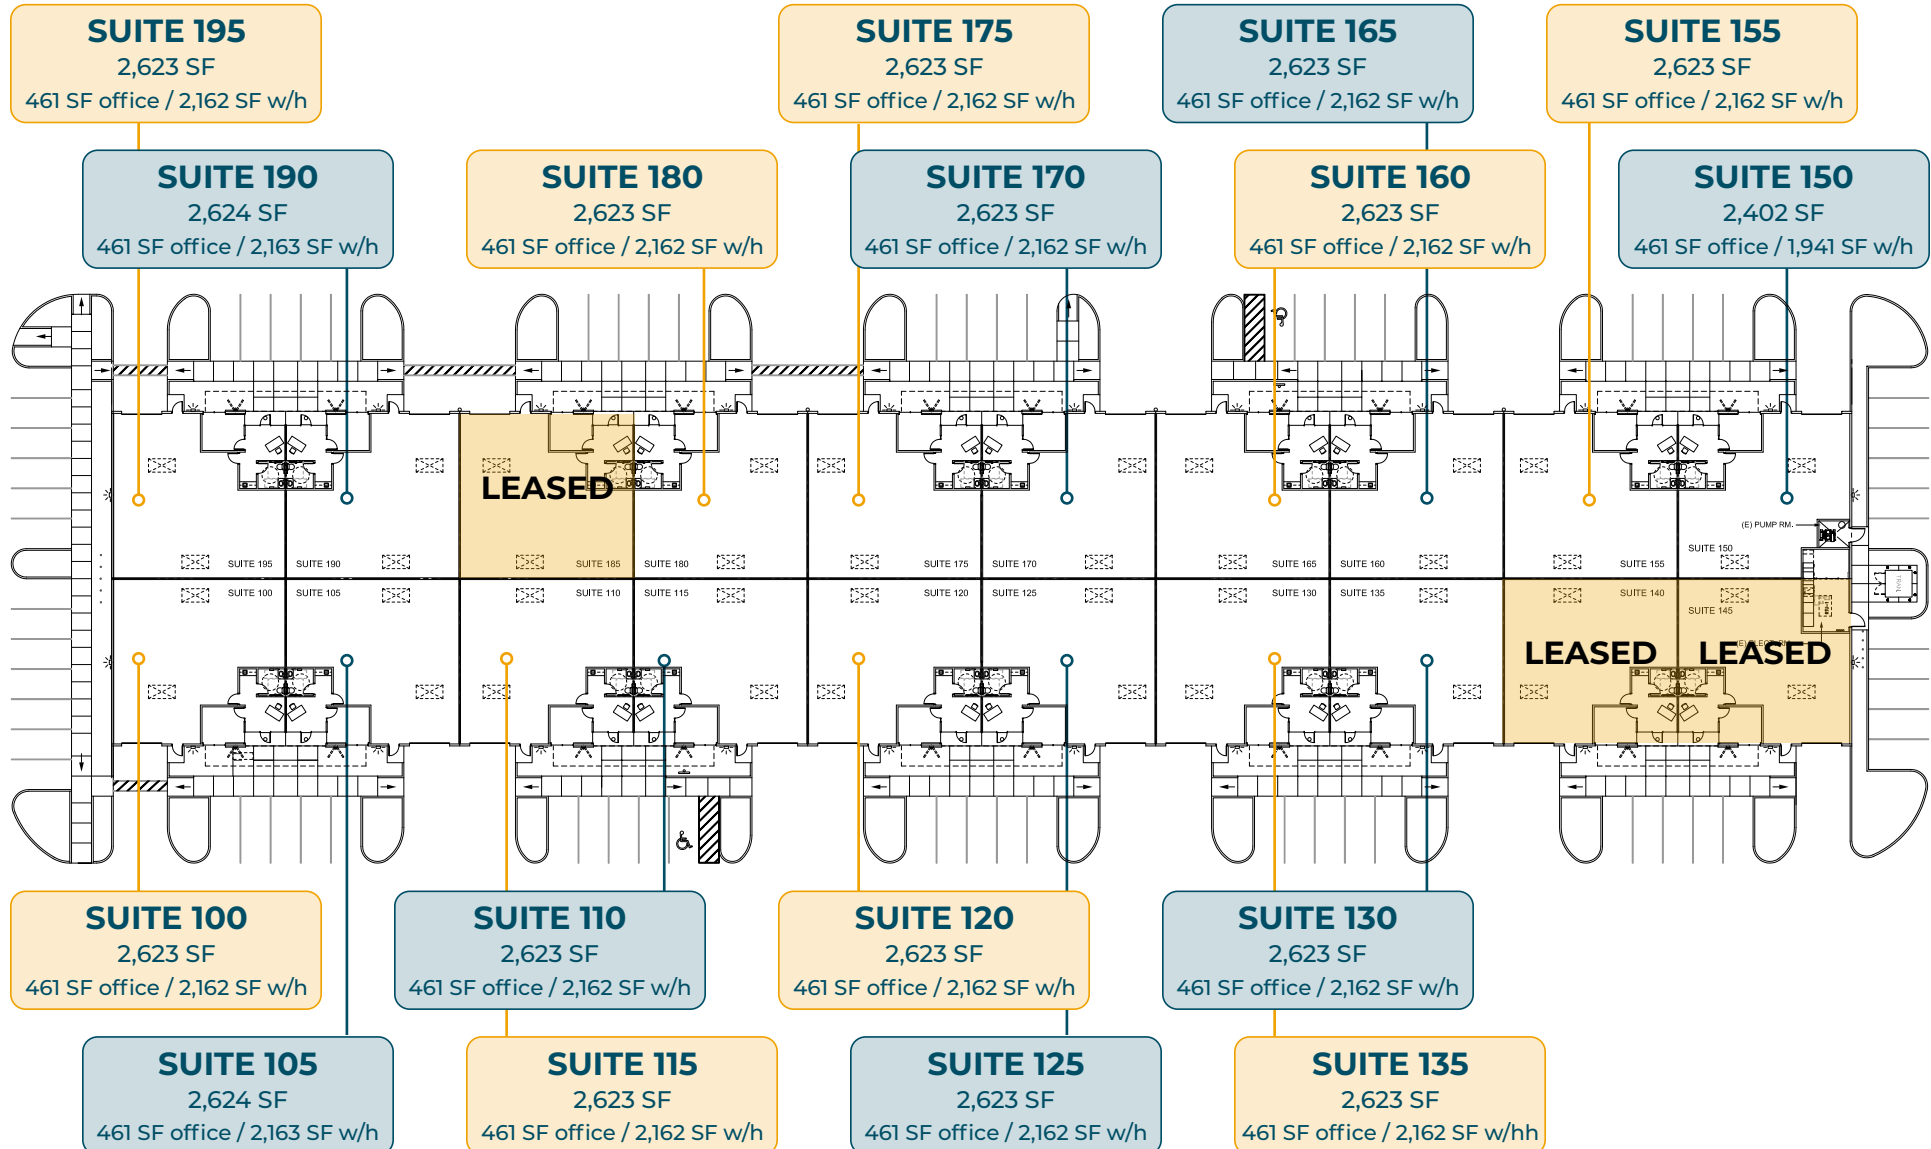 SUITE 195
2,623 SF
461 SF office / 2,162 SF w/h
SUITE 175
2,623 SF
461 SF office / 2,162 SF w/h
SUITE 165
2,623 SF
461 SF office / 2,162 SF w/h
SUITE 155
2,623 SF
461 SF office / 2,162 SF w/h
SUITE 190
2,624 SF
461 SF office / 2,163 SF w/h
SUITE 180
2,623 SF
461 SF office / 2,162 SF w/h
SUITE 170
2,623 SF
461 SF office / 2,162 SF w/h
SUITE 160
2,623 SF
461 SF office / 2,162 SF w/h
SUITE 150
2,402 SF
461 SF office / 1,941 SF w/h
LEASED
(E) PUMP RM.
SUITE 195
SUITE 190
SUITE 185
SUITE 180
SUITE 175
SUITE 170
SUITE 165
SUITE 160
SUITE 155
SUITE 150
SUITE 100
SUITE 105
SUITE 110
SUITE 115
SUITE 120
SUITE 125
SUITE 130
SUITE 135
SUITE 140
SUITE 145
LEASED
LEASED
SUITE 100
2,623 SF
461 SF office / 2,162 SF w/h
SUITE 110
2,623 SF
461 SF office / 2,162 SF w/h
SUITE 120
2,623 SF
461 SF office / 2,162 SF w/h
SUITE 130
2,623 SF
461 SF office / 2,162 SF w/h
SUITE 105
2,624 SF
461 SF office / 2,163 SF w/h
SUITE 115
2,623 SF
461 SF office / 2,162 SF w/h
SUITE 125
2,623 SF
461 SF office / 2,162 SF w/h
SUITE 135
2,623 SF
461 SF office / 2,162 SF w/hh